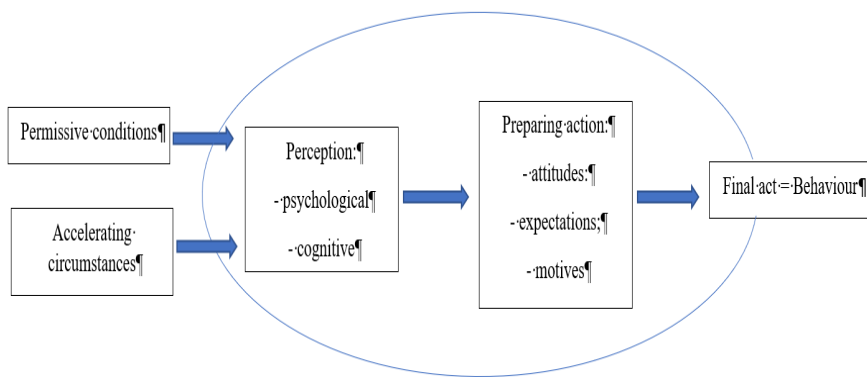 Permissive·conditions¶
Accelerating·
circumstances¶
Perception:¶
-·psychological¶
-·cognitive¶
Preparing·action:¶
-·attitudes:¶
-·expectations;¶
-·motives¶
Final·act·=·Behaviour¶